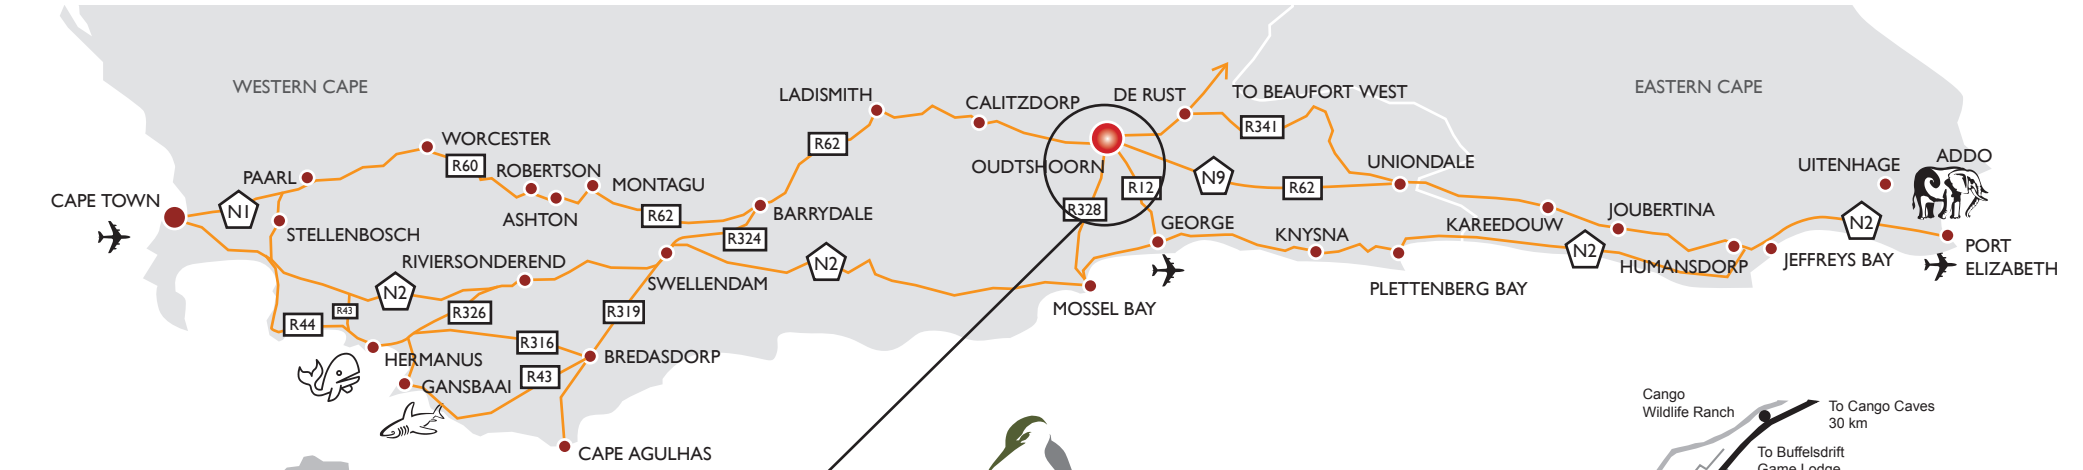 WESTERN CAPE
EASTERN CAPE
LADISMITH
CALITZDORP
DE RUST
TO BEAUFORT WEST
R341
WORCESTER
R60
R62
ROBERTSON
OUDTSHOORN
UNIONDALE
UITENHAGE
ADDO
PAARL
MONTAGU
N9
R12
R62
CAPE TOWN
N1
ASHTON
R62
BARRYDALE
R328
JOUBERTINA
STELLENBOSCH
R324
GEORGE
KNYSNA
KAREEDOUW
N2
PORT
ELIZABETH
RIVIERSONDEREND
N2
N2
HUMANSDORP
JEFFREYS BAY
SWELLENDAM
N2
PLETTENBERG BAY
MOSSEL BAY
R43
R44
R326
R319
R316
HERMANUS
BREDASDORP
GANSBAAI
R43
CAPE AGULHAS
Cango
Wildlife Ranch
To Cango Caves
30 km
To Buffelsdrift
Game Lodge